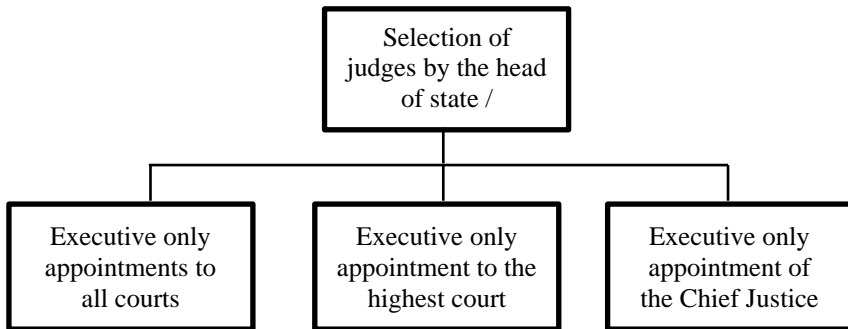 Selection of
judges by the head
of state /
Executive only
appointments to
all courts
Executive only
appointment to the
highest court
Executive only
appointment of
the Chief Justice